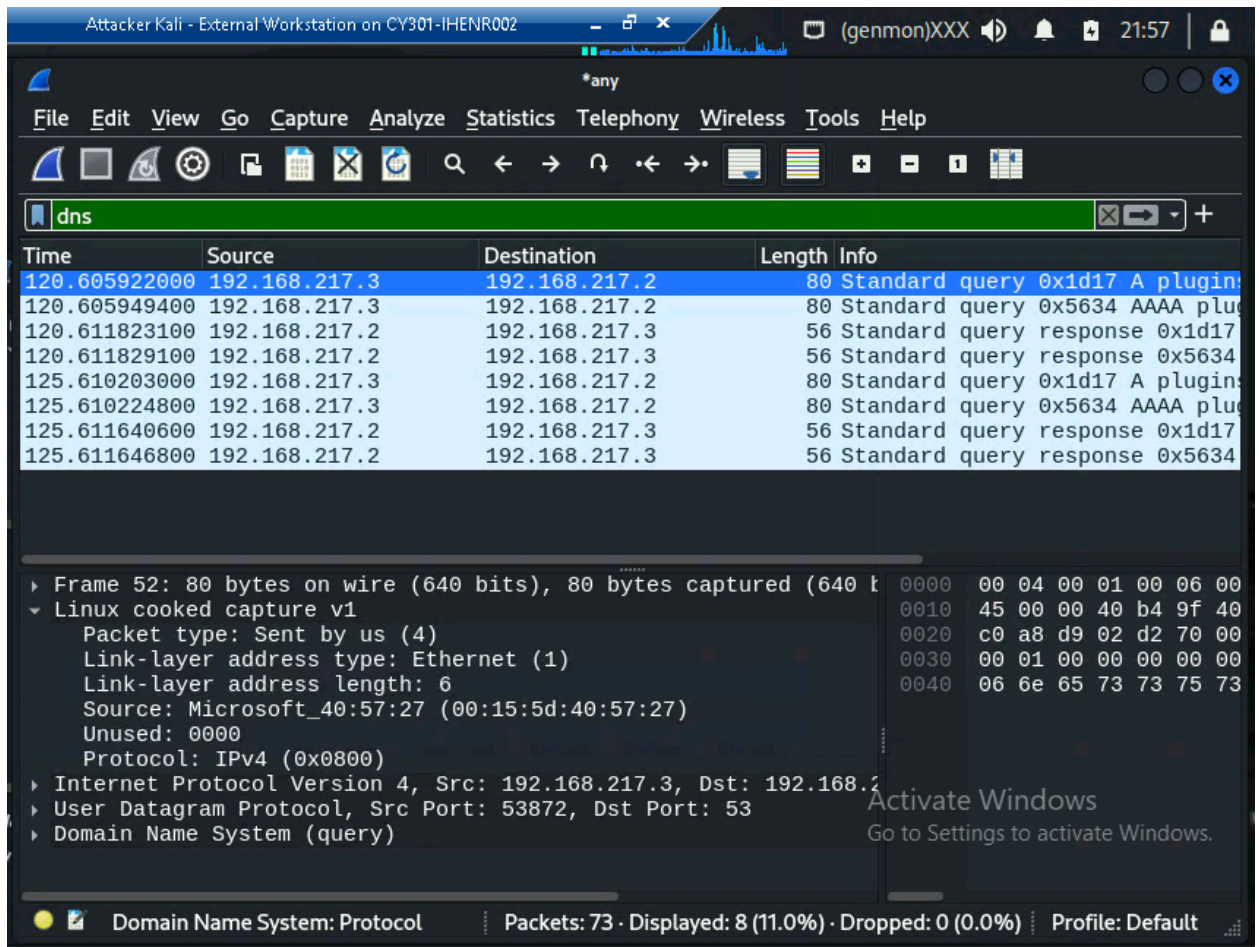 Attacker Kali - External Workstation on CY301-IHENR002
(genmon)XXX 21:57
*any
File Edit View Go Capture Analyze Statistics Telephony Wireless Tools Help
dns
Time Source Destination Length Info
120.605922000 192.168.217.3 192.168.217.2 80 Standard query 0x1d17 A plugins
120.605949400 192.168.217.3 192.168.217.2 80 Standard query 0x5634 AAAA plug
120.611823100 192.168.217.2 192.168.217.3 56 Standard query response 0x1d17
120.611829100 192.168.217.2 192.168.217.3 56 Standard query response 0x5634
125.610203000 192.168.217.3 192.168.217.2 80 Standard query 0x1d17 A plugins
125.610224800 192.168.217.3 192.168.217.2 80 Standard query 0x5634 AAAA plug
125.611640600 192.168.217.2 192.168.217.3 56 Standard query response 0x1d17
125.611646800 192.168.217.2 192.168.217.3 56 Standard query response 0x5634
Frame 52: 80 bytes on wire (640 bits), 80 bytes captured (640 b
Linux cooked capture v1
Packet type: Sent by us (4)
Link-layer address type: Ethernet (1)
Link-layer address length: 6
Source: Microsoft_40:57:27 (00:15:5d:40:57:27)
Unused: 0000
Protocol: IPv4 (0x0800)
Internet Protocol Version 4, Src: 192.168.217.3, Dst: 192.168.2
User Datagram Protocol, Src Port: 53872, Dst Port: 53
Domain Name System (query)
0000 00 04 00 01 00 06 00
0010 45 00 00 40 b4 9f 40
0020 c0 a8 d9 02 d2 70 00
0030 00 01 00 00 00 00 00
0040 06 6e 65 73 73 75 73
Activate Windows
Go to Settings to activate Windows.
Domain Name System: Protocol Packets: 73 · Displayed: 8 (11.0%) · Dropped: 0 (0.0%) Profile: Default